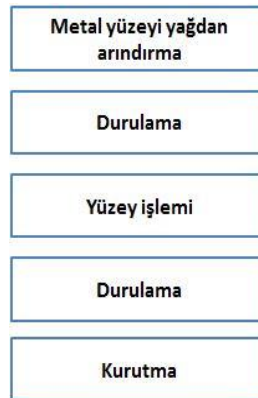 Metal yüzeyi yağdan
arındırma
Durulama
Yüzey işlemi
Durulama
Kurutma